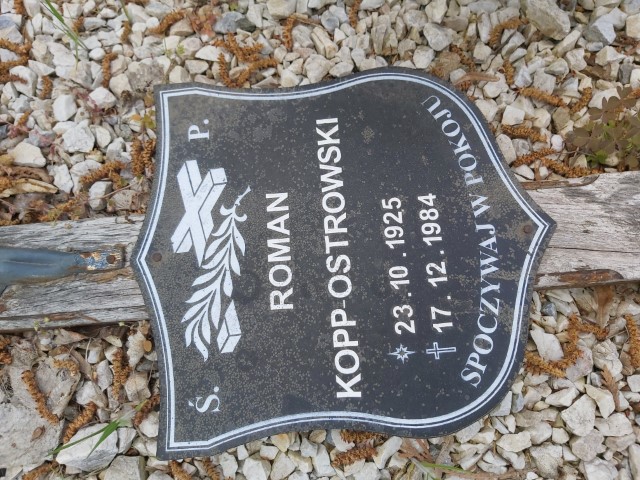 Ś. P.
ROMAN
KOPP-OSTROWSKI
23.10.1925
17.12.1984
SPOCZYWAJ W POKOJU